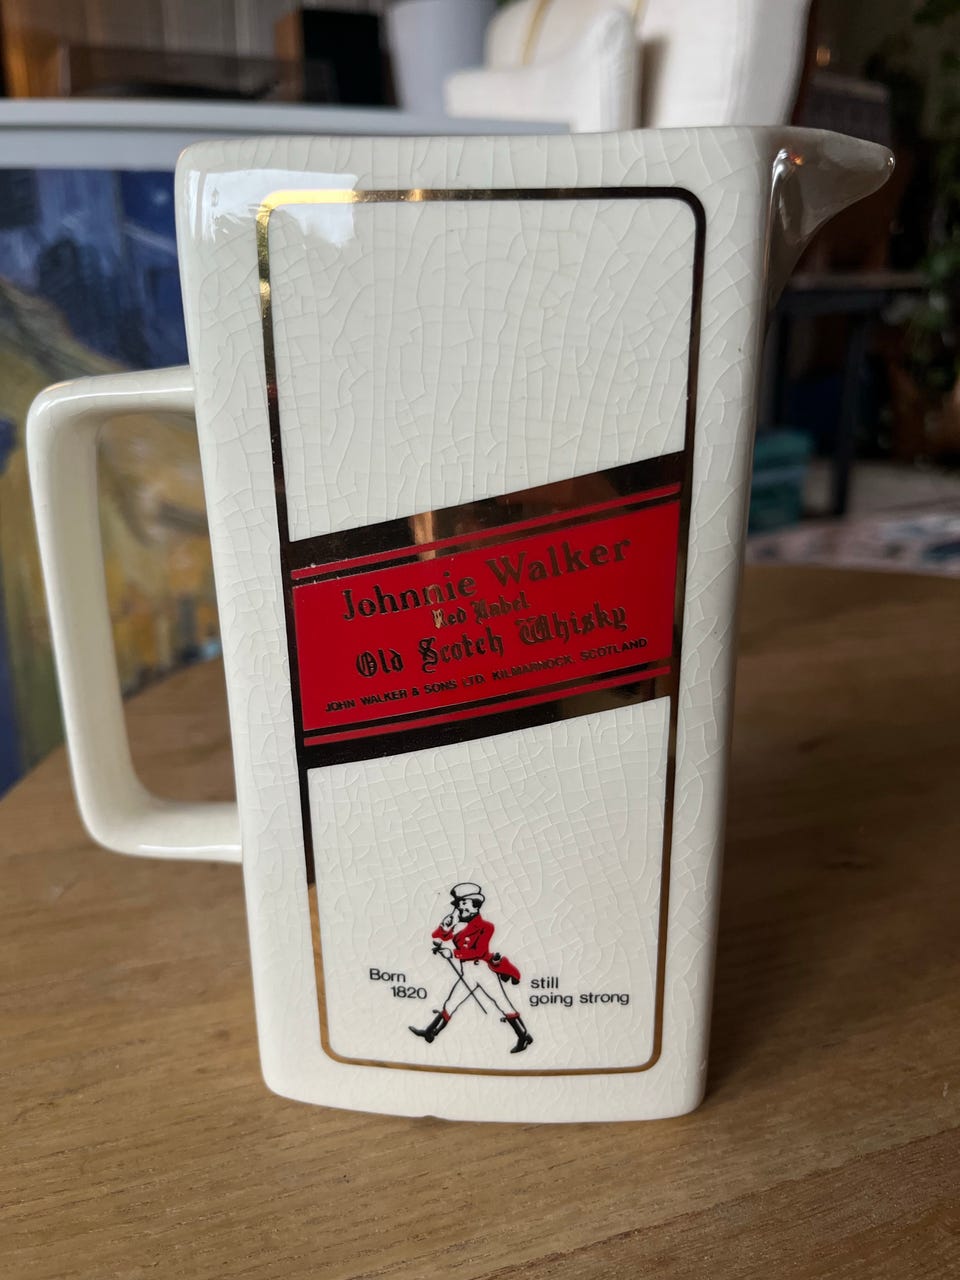 Johnnie Walker
Red Label
Old Scotch Whisky
JOHN WALKER & SONS LTD. KILMARNOCK, SCOTLAND
Born
1820
still
going strong